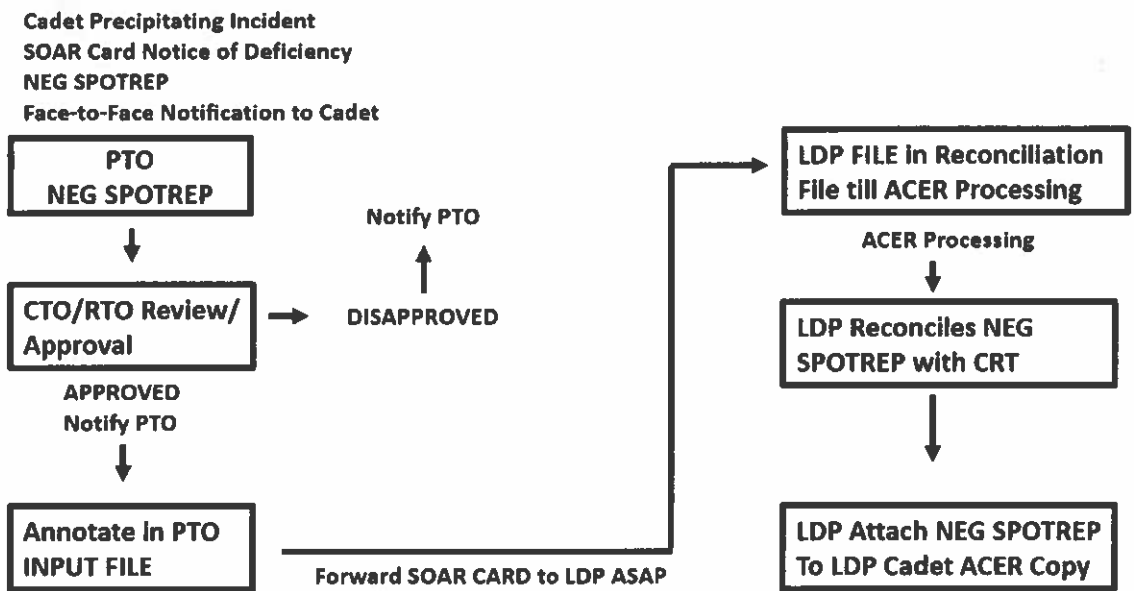 Cadet Precipitating Incident
SOAR Card Notice of Deficiency
NEG SPOTREP
Face-to-Face Notification to Cadet
PTO
NEG SPOTREP
CTO/RTO Review/
Approval
Notify PTO
DISAPPROVED
APPROVED
Notify PTO
Annotate in PTO
INPUT FILE
Forward SOAR CARD to LDP ASAP
LDP FILE in Reconciliation
File till ACER Processing
ACER Processing
LDP Reconciles NEG
SPOTREP with CRT
LDP Attach NEG SPOTREP
To LDP Cadet ACER Copy